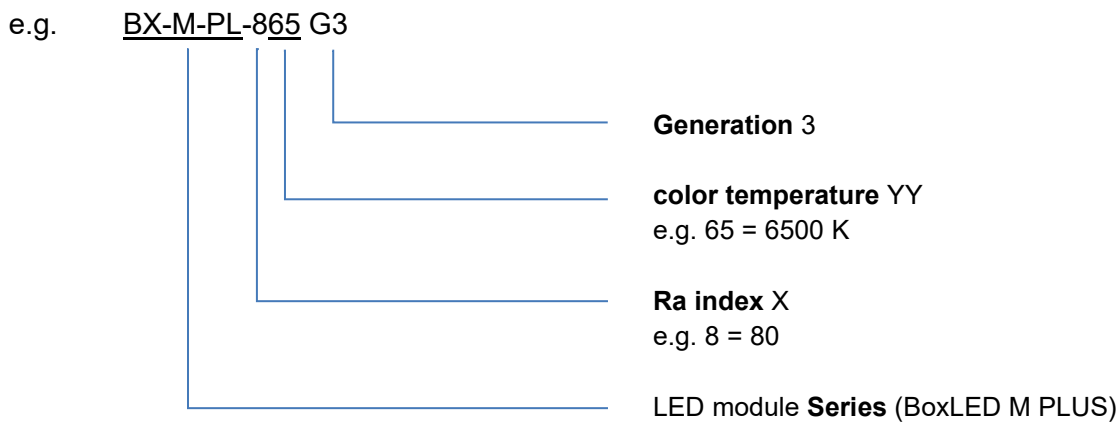 e.g. BX-M-PL-865 G3
Generation 3
color temperature YY
e.g. 65 = 6500 K
Ra index X
e.g. 8 = 80
LED module Series (BoxLED M PLUS)